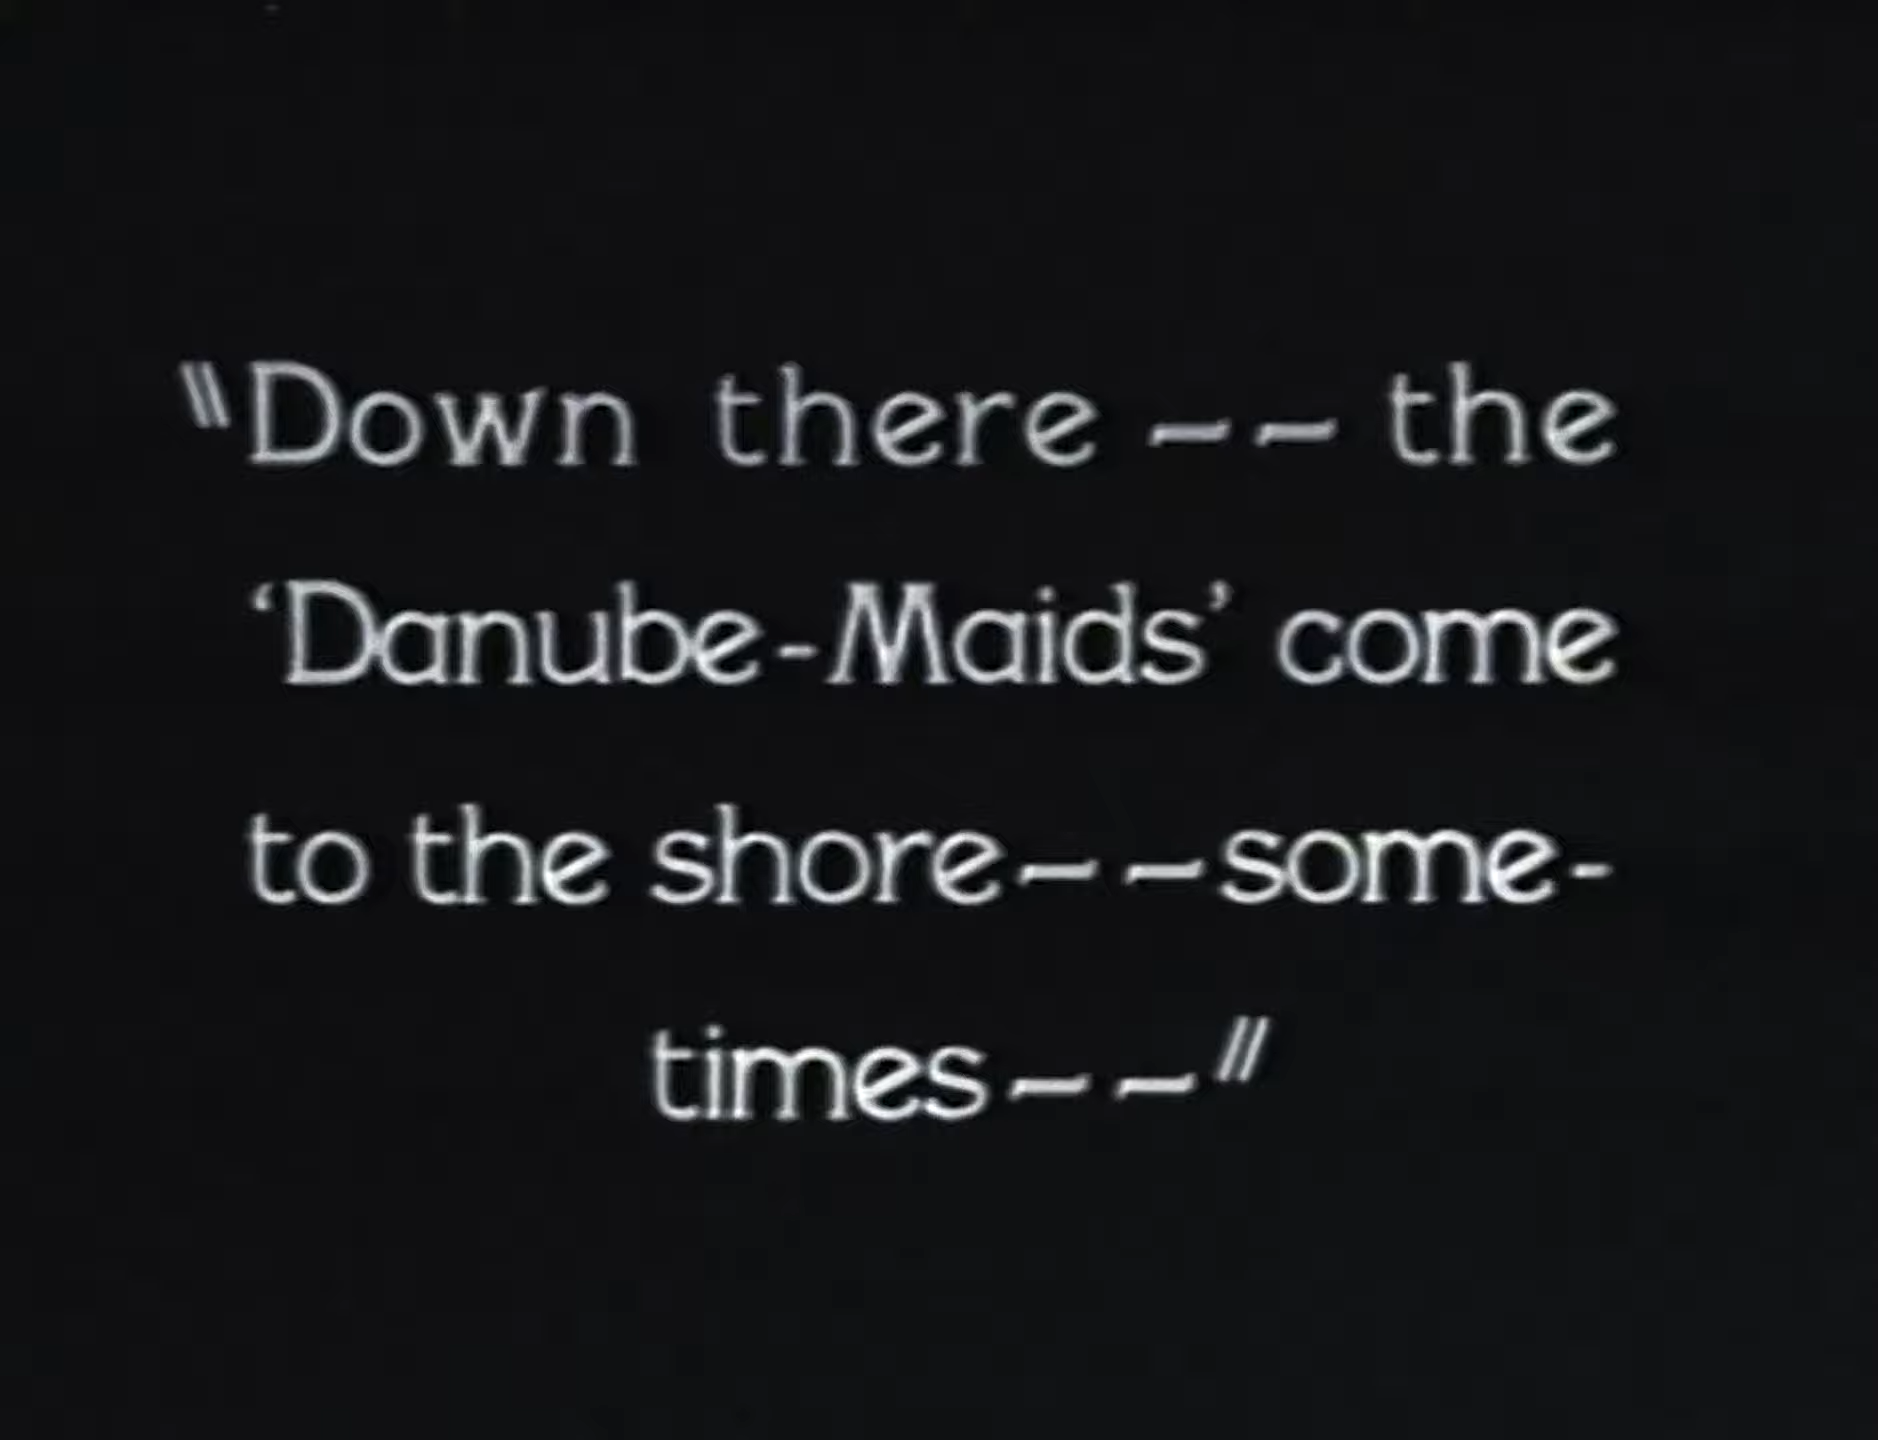 "Down there -- the
'Danube-Maids' come
to the shore--some-
times--"